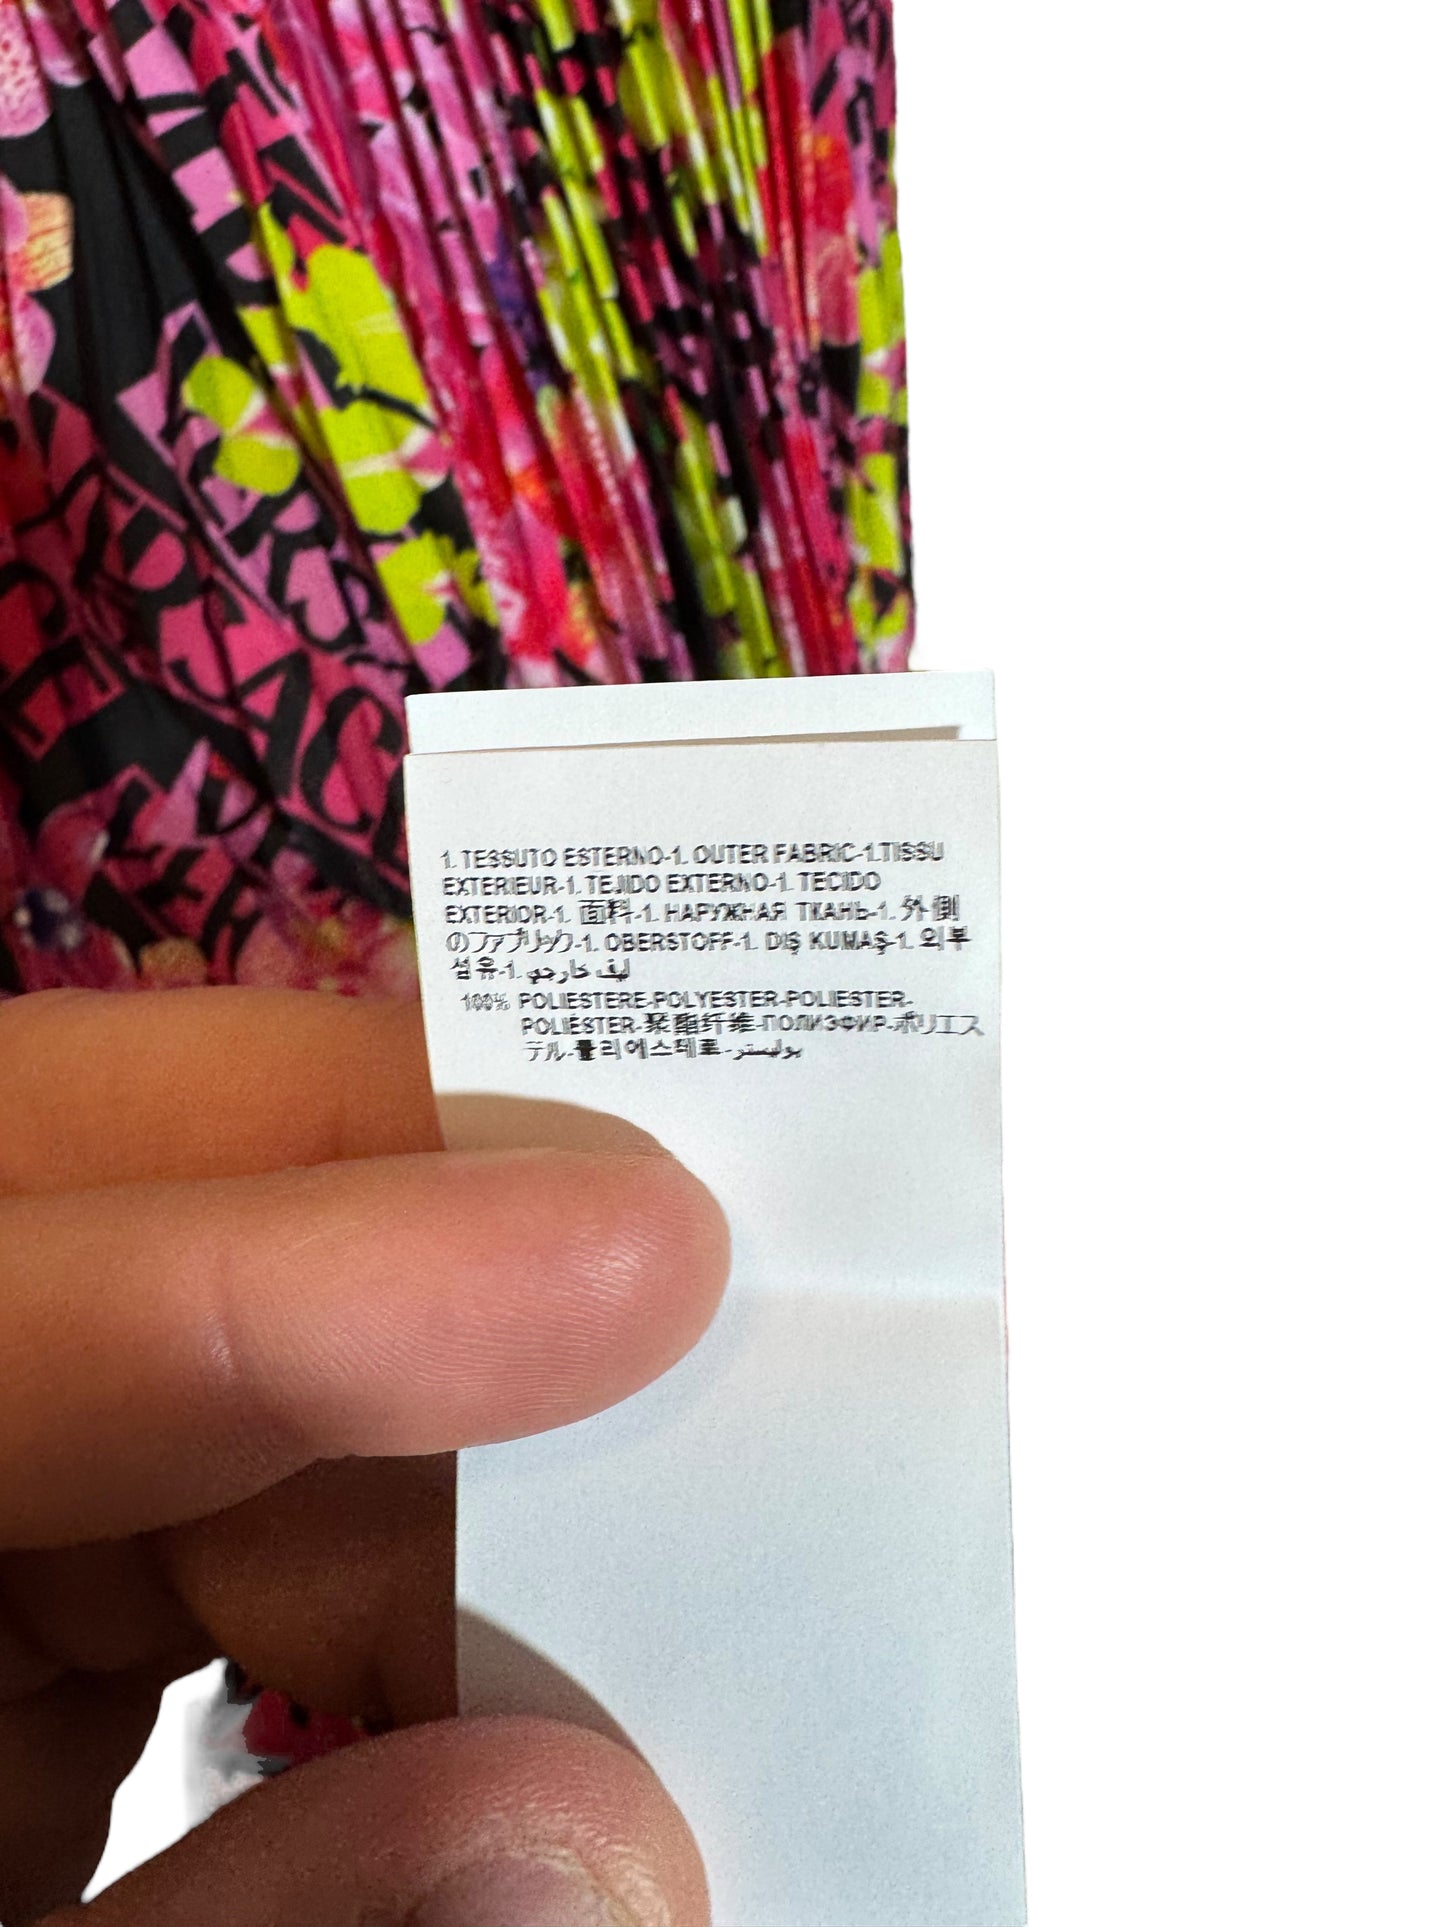 1. TESSUTO ESTERNO-1. OUTER FABRIC-1.TISSU
EXTERIEUR-1. TEJIDO EXTERNO-1. TECIDO
EXTERIOR-1. 面料-1. НАРУЖНАЯ ТКАНЬ-1. 外側
のファブリック-1. OBERSTOFF-1. DIŞ KUMAŞ-1. 외부
섬유-1. ليف خارجي
100% POLIESTERE-POLYESTER-POLIESTER-
POLIÉSTER-聚酯纤维-ПОЛИЭФИР-ポリエス
テル-폴리에스테르-بوليستر